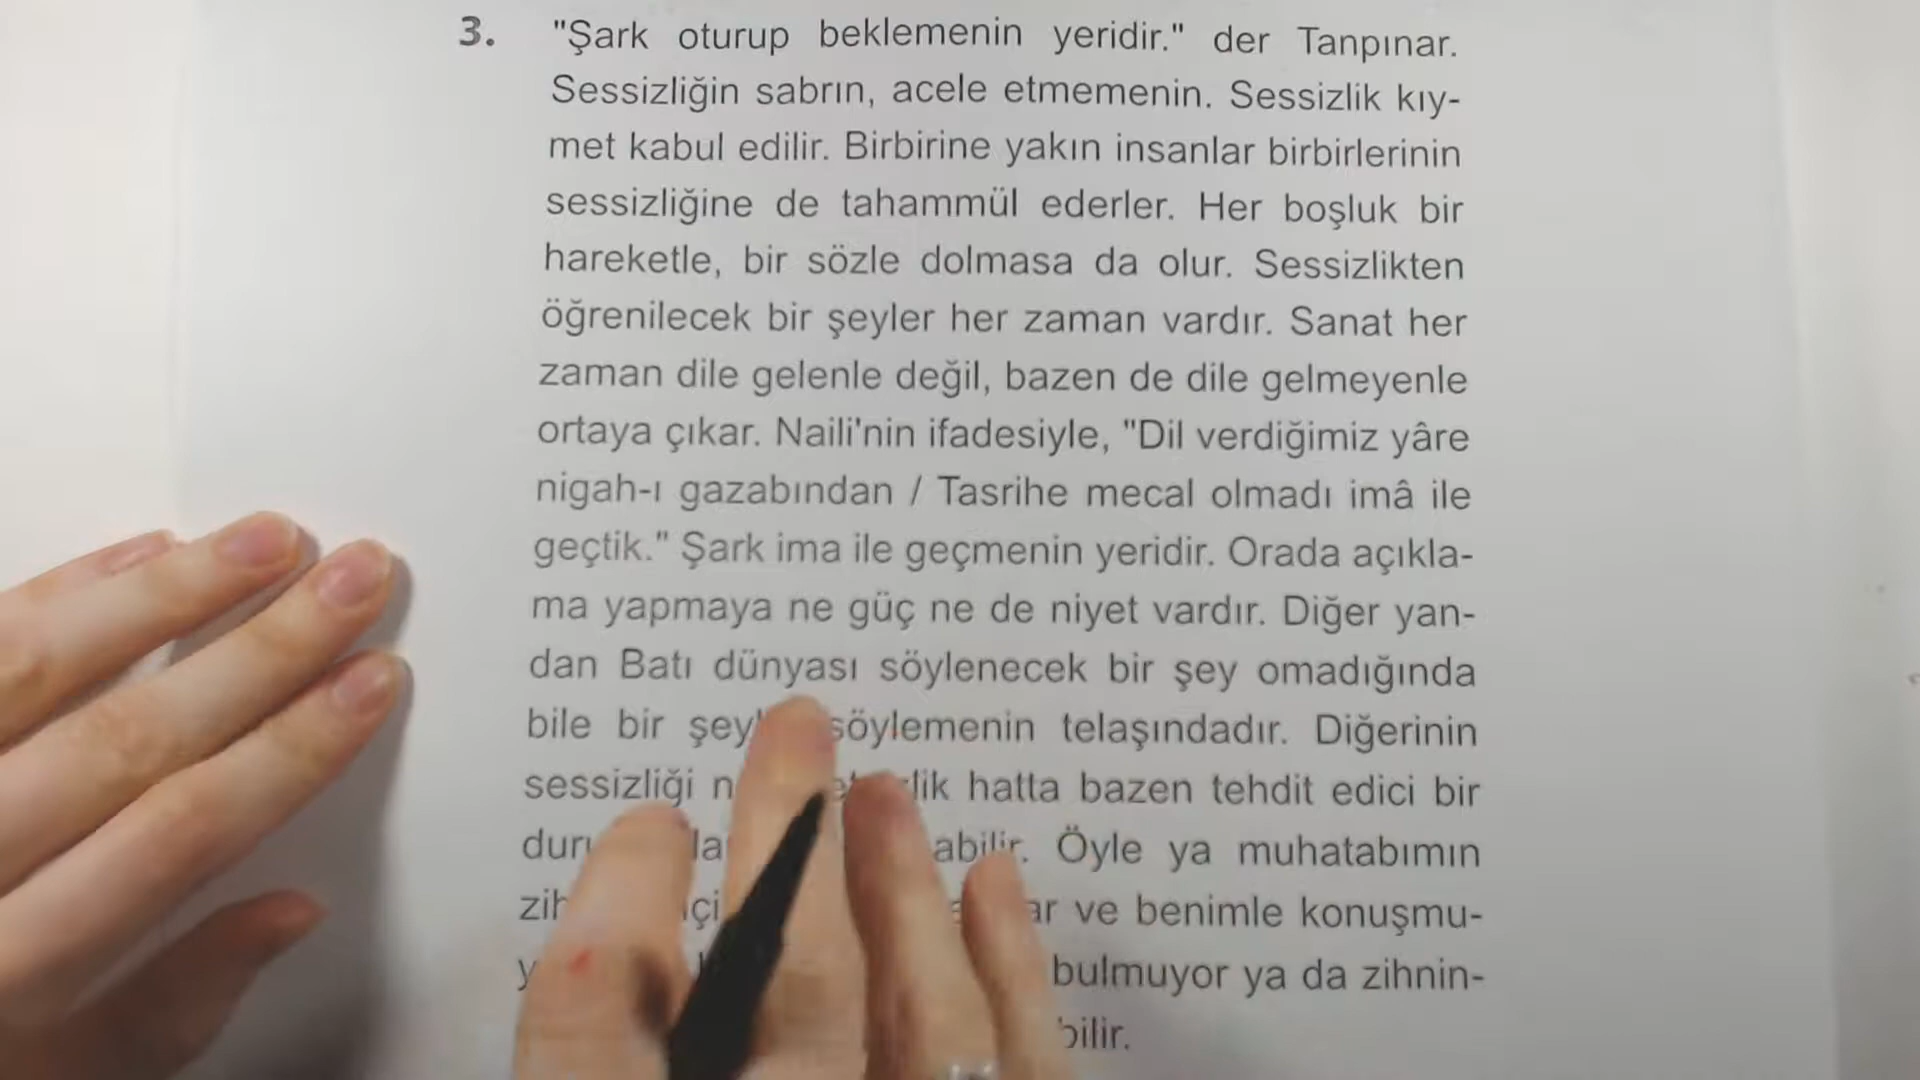 3. "Şark oturup beklemenin yeridir." der Tanpınar.
Sessizliğin sabrın, acele etmemenin. Sessizlik kıy-
met kabul edilir. Birbirine yakın insanlar birbirlerinin
sessizliğine de tahammül ederler. Her boşluk bir
hareketle, bir sözle dolmasa da olur. Sessizlikten
öğrenilecek bir şeyler her zaman vardır. Sanat her
zaman dile gelenle değil, bazen de dile gelmeyenle
ortaya çıkar. Naili'nin ifadesiyle, "Dil verdiğimiz yâre
nigah-ı gazabından / Tasrihe mecal olmadı imâ ile
geçtik." Şark ima ile geçmenin yeridir. Orada açıkla-
ma yapmaya ne güç ne de niyet vardır. Diğer yan-
dan Batı dünyası söylenecek bir şey omadığında
bile bir söylemenin telaşındadır. Diğerinin
sessizliği hatta bazen tehdit edici bir
Öyle ya muhatabımın
ve benimle konuşmu-
bulmuyor ya da zihnin-